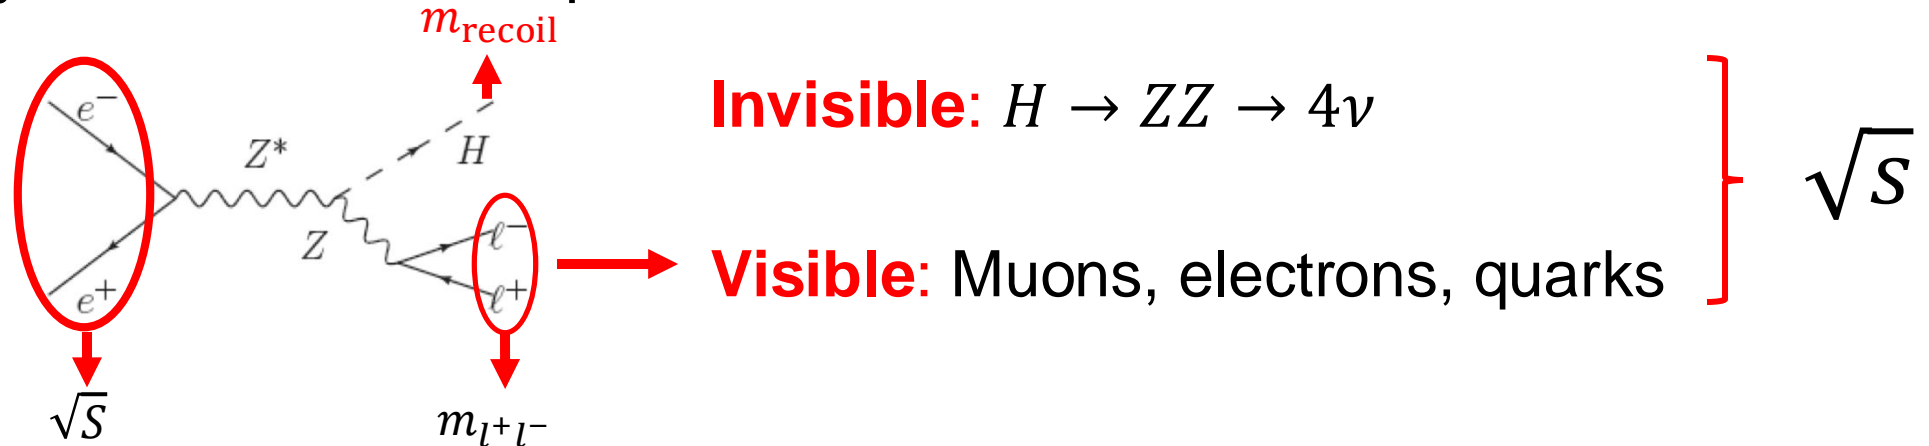 m_recoil
e⁻
Z*
H
Z
ℓ⁻
ℓ⁺
e⁺
√S
m_{l⁺l⁻}
Invisible: H → ZZ → 4ν
Visible: Muons, electrons, quarks
√S